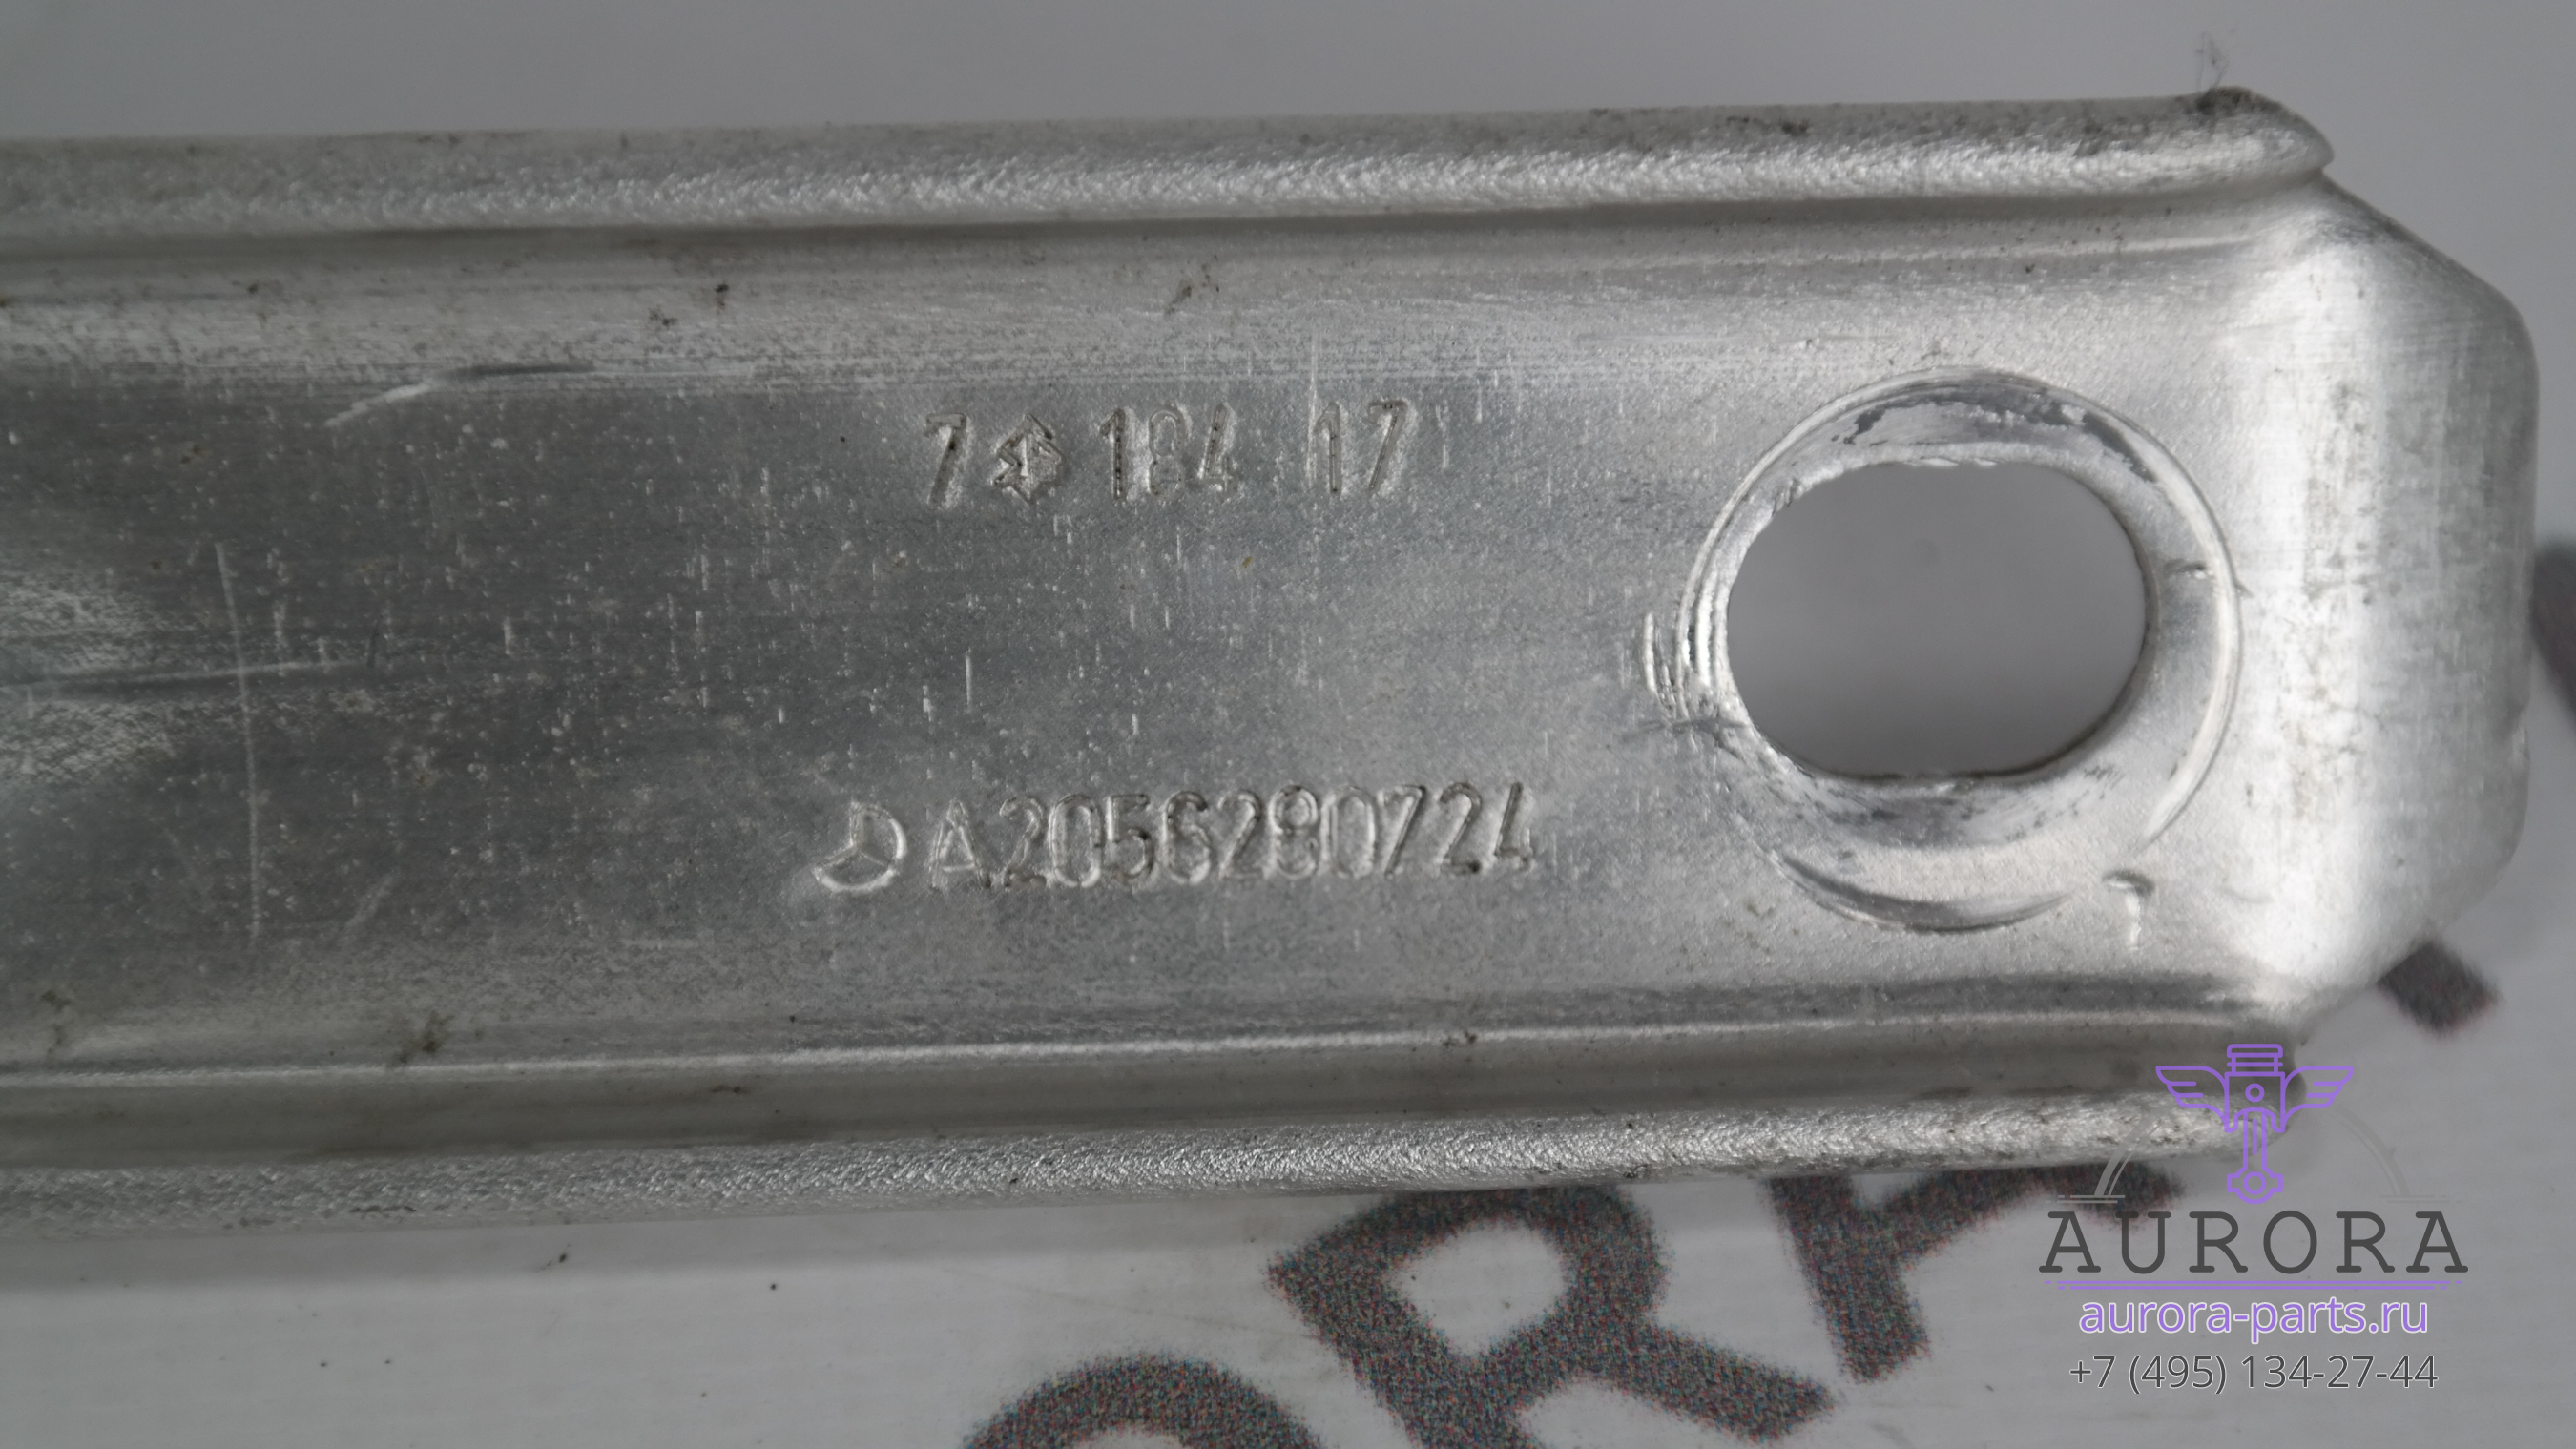 7 184 17
A2056280724
AURORA
aurora-parts.ru
+7 (495) 134-27-44